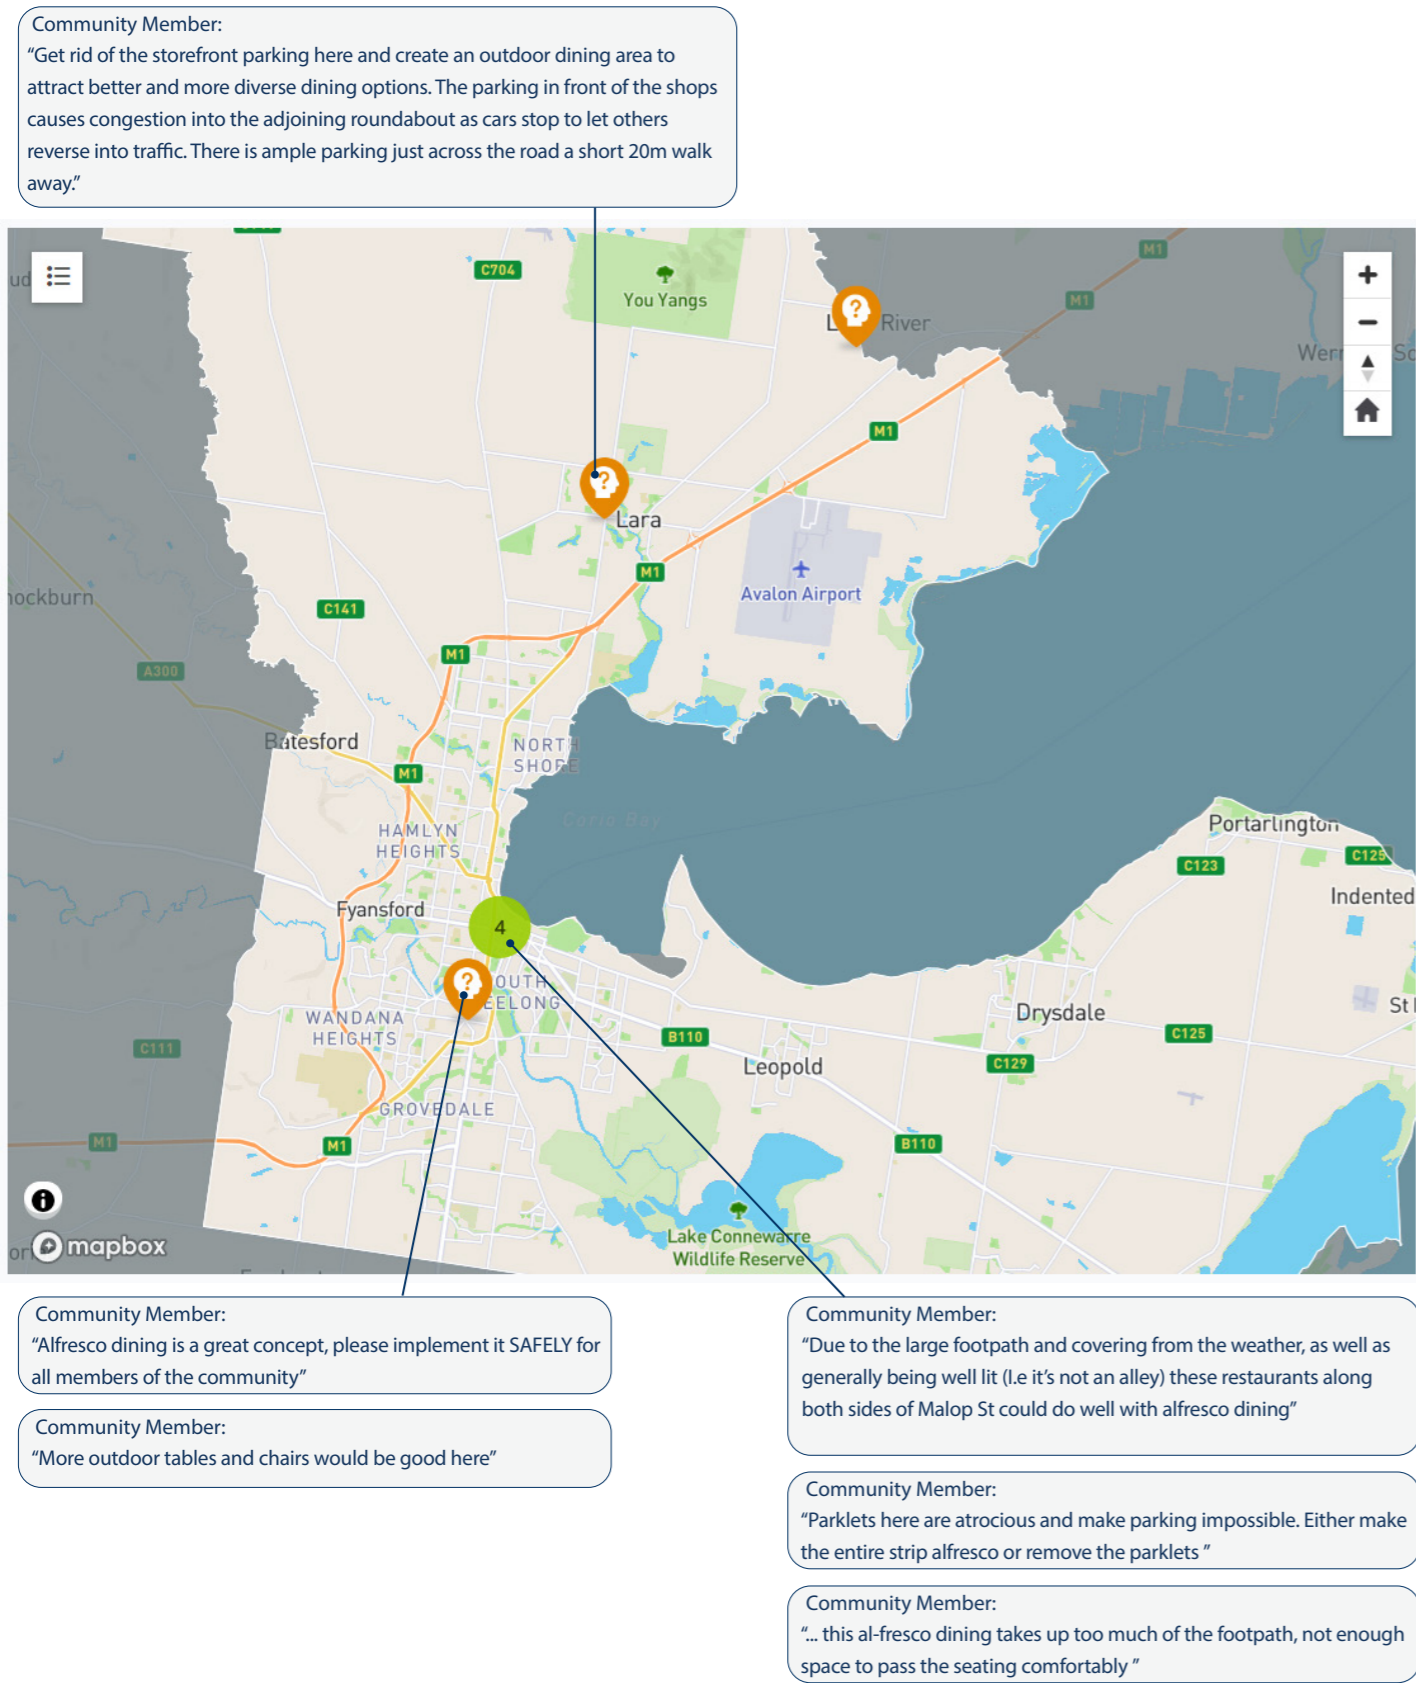 Community Member:
“Get rid of the storefront parking here and create an outdoor dining area to
attract better and more diverse dining options. The parking in front of the shops
causes congestion into the adjoining roundabout as cars stop to let others
reverse into traffic. There is ample parking just across the road a short 20m walk
away.”
C704
You Yangs
M1
M1
River
M1
Lara
M1
Avalon Airport
C141
M1
A300
Batesford
NORTH
SHORE
M1
Corio Bay
HAMLYN
HEIGHTS
Portarlington
C123
C125
Indented
Fyansford
4
WANDANA
HEIGHTS
Drysdale
C125
C111
B110
Leopold
C129
GROVEDALE
M1
M1
B110
Lake Connewarre
Wildlife Reserve
mapbox
Community Member:
“Alfresco dining is a great concept, please implement it SAFELY for
all members of the community”
Community Member:
“More outdoor tables and chairs would be good here”
Community Member:
“Due to the large footpath and covering from the weather, as well as
generally being well lit (I.e it’s not an alley) these restaurants along
both sides of Malop St could do well with alfresco dining”
Community Member:
“Parklets here are atrocious and make parking impossible. Either make
the entire strip alfresco or remove the parklets ”
Community Member:
“... this al-fresco dining takes up too much of the footpath, not enough
space to pass the seating comfortably ”